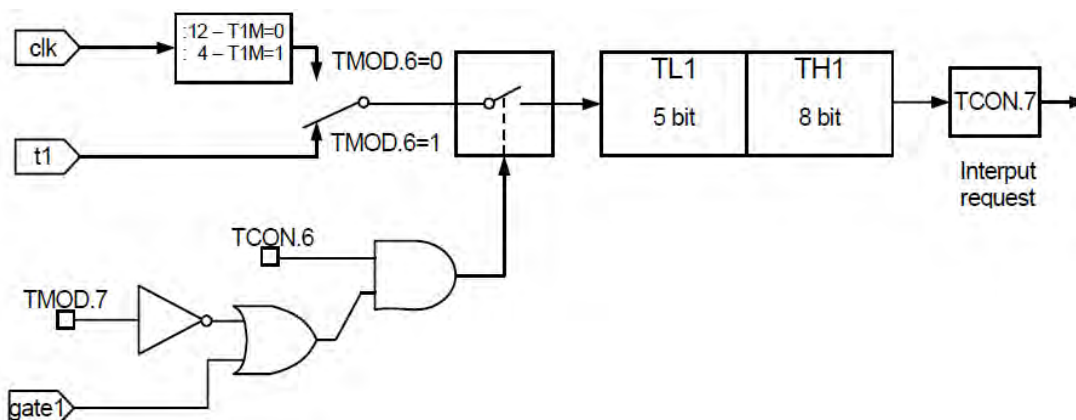 clk
:12 – T1M=0
: 4 – T1M=1
TMOD.6=0
TMOD.6=1
t1
TL1
5 bit
TH1
8 bit
TCON.7
Interput
request
TCON.6
TMOD.7
gate1